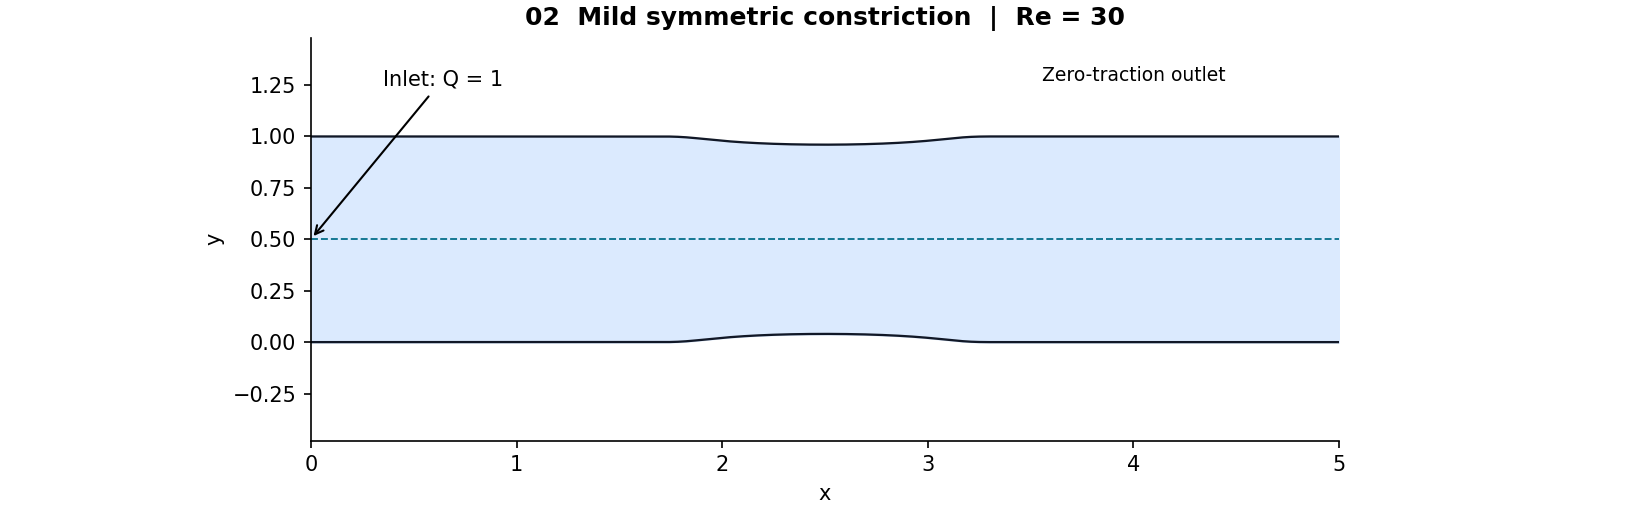 02  Mild symmetric constriction  |  Re = 30
Inlet: Q = 1
Zero-traction outlet
1.25
1.00
0.75
0.50
0.25
0.00
−0.25
y
0 1 2 3 4 5
x